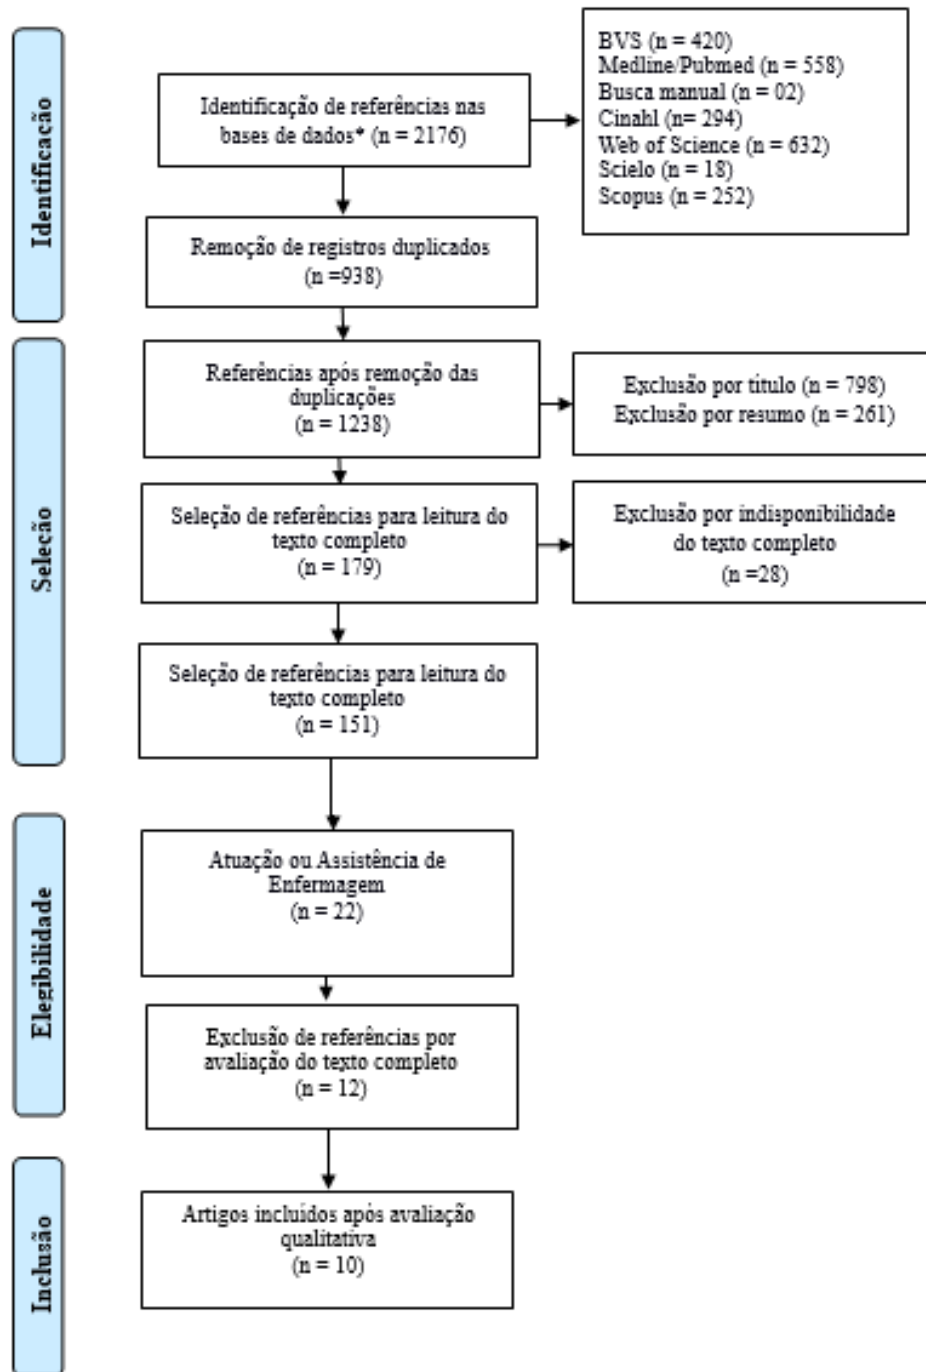 Identificação
Identificação de referências nas
bases de dados* (n = 2176)
BVS (n = 420)
Medline/Pubmed (n = 558)
Busca manual (n = 02)
Cinahl (n= 294)
Web of Science (n = 632)
Scielo (n = 18)
Scopus (n = 252)
Remoção de registros duplicados
(n =938)
Seleção
Referências após remoção das
duplicações
(n = 1238)
Exclusão por título (n = 798)
Exclusão por resumo (n = 261)
Seleção de referências para leitura do
texto completo
(n = 179)
Exclusão por indisponibilidade
do texto completo
(n =28)
Seleção de referências para leitura do
texto completo
(n = 151)
Elegibilidade
Atuação ou Assistência de
Enfermagem
(n = 22)
Exclusão de referências por
avaliação do texto completo
(n = 12)
Inclusão
Artigos incluídos após avaliação
qualitativa
(n = 10)